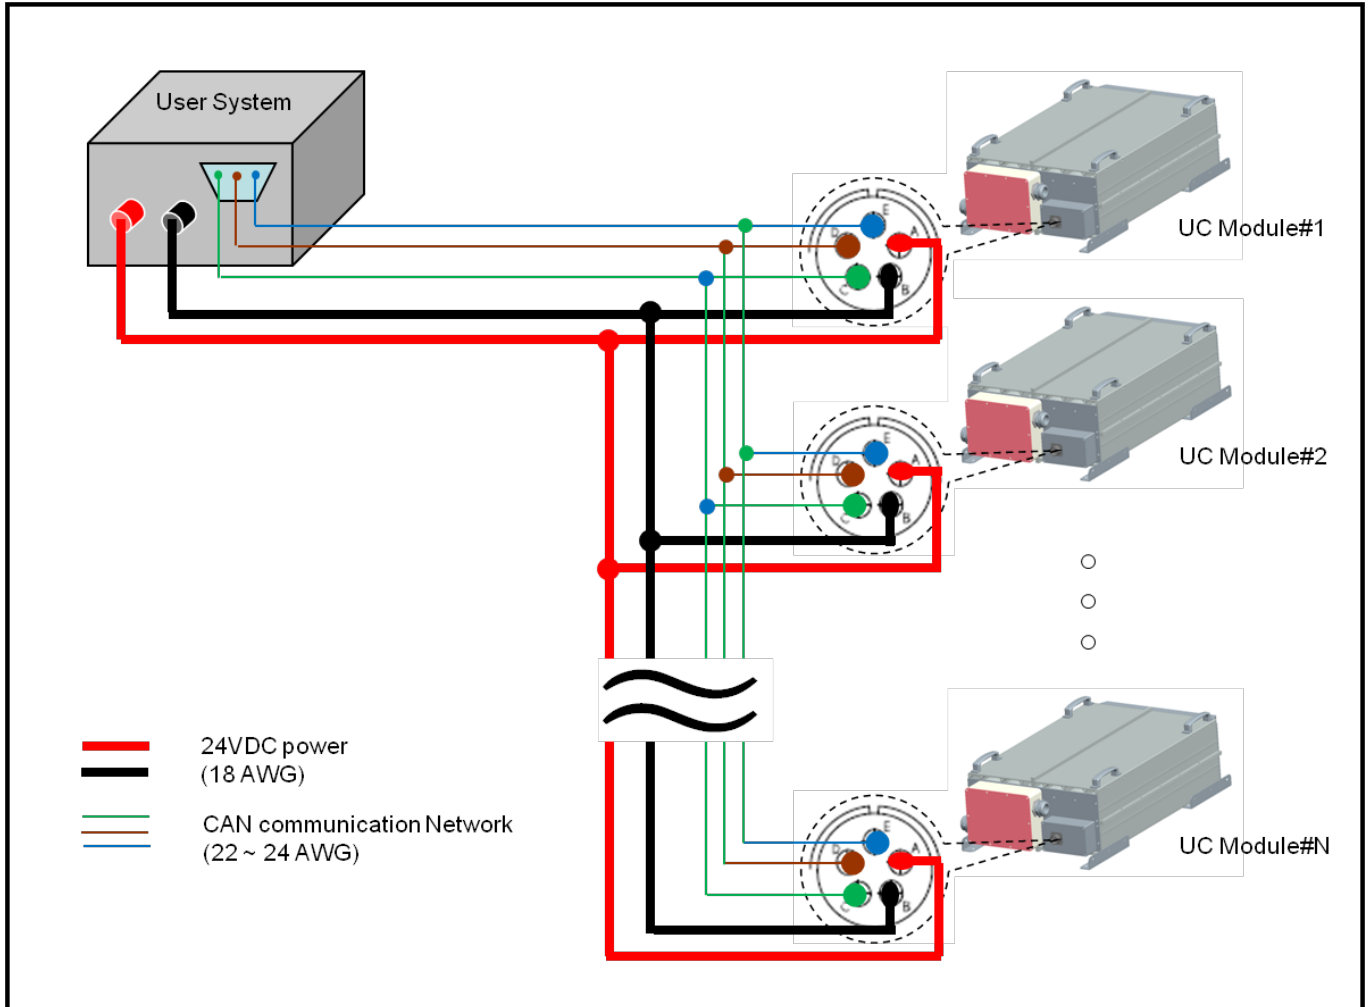 User System
E
D
A
C
B
UC Module#1
E
D
A
C
B
UC Module#2
24VDC power
(18 AWG)
CAN communication Network
(22 ~ 24 AWG)
E
D
A
C
B
UC Module#N